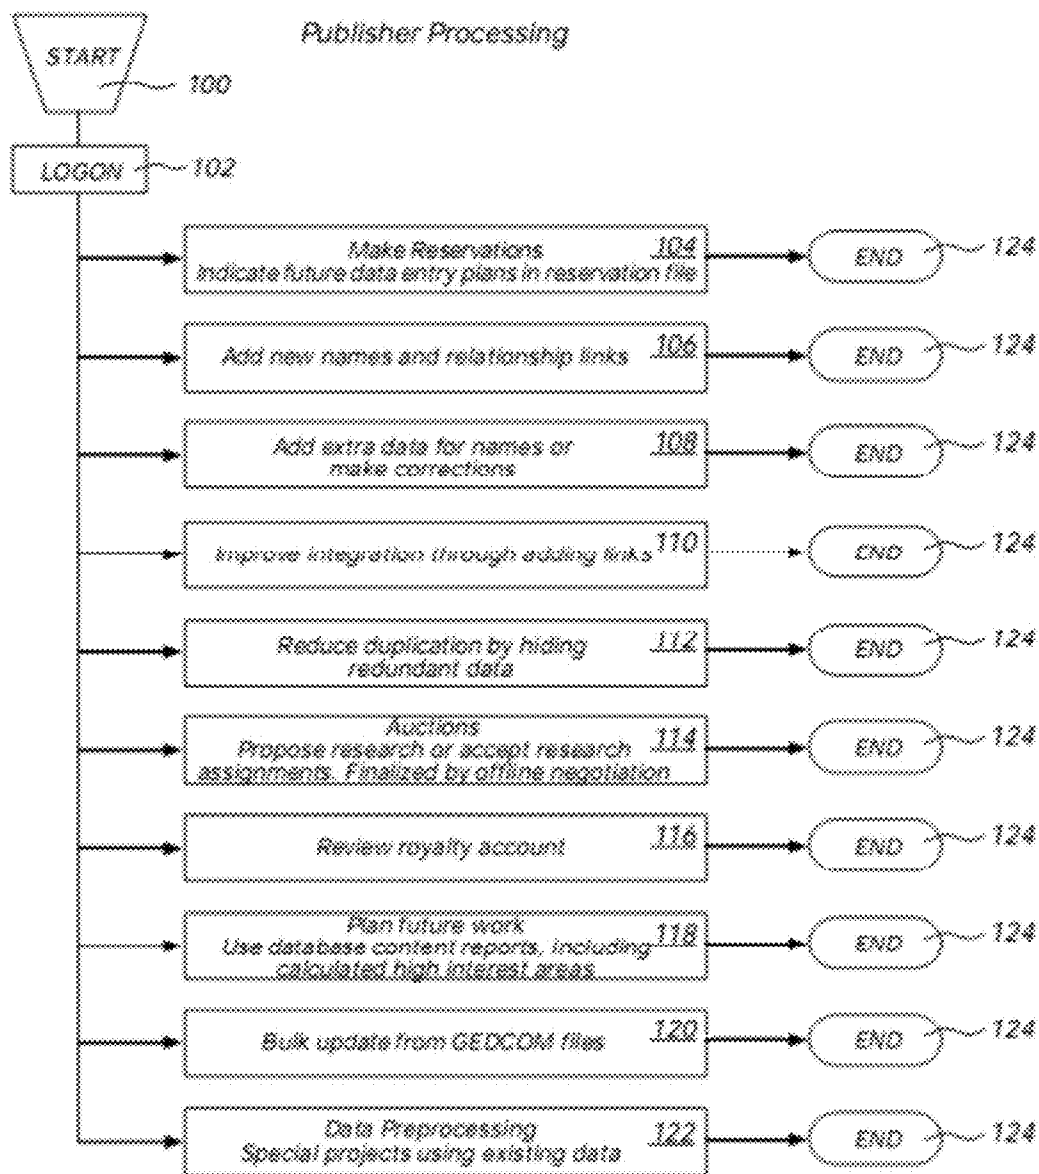 Publisher Processing
START
100
LOGON
102
Make Reservations
Indicate future data entry plans in reservation file
104
END
124
Add new names and relationship links
106
END
124
Add extra data for names or
make corrections
108
END
124
Improve integration through adding links
110
END
124
Reduce duplication by hiding
redundant data
112
END
124
Auctions
Propose research or accept research
assignments. Finalized by offline negotiation
114
END
124
Review royalty account
116
END
124
Plan future work
Use database content reports, including
calculated high interest areas
118
END
124
Bulk update from GEDCOM files
120
END
124
Data Preprocessing
Special projects using existing data
122
END
124